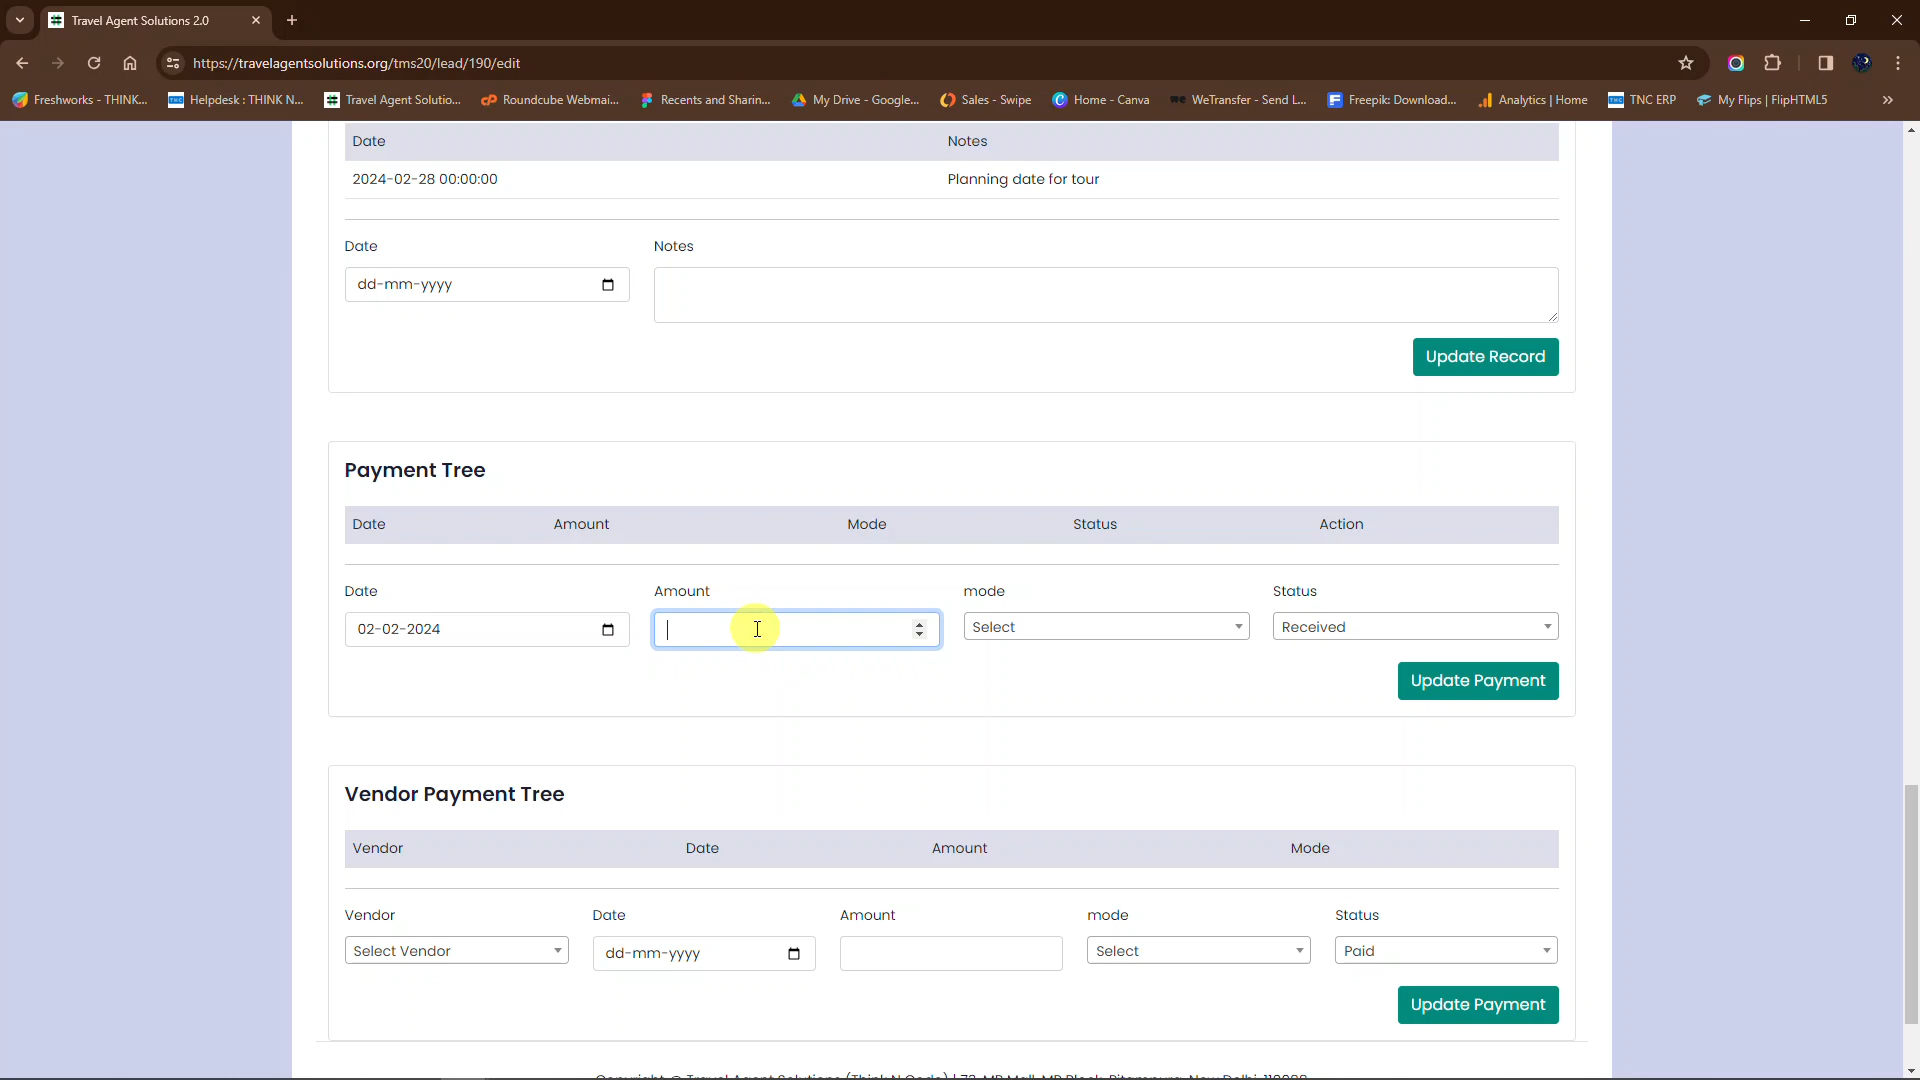 Travel Agent Solutions 2.0
https://travelagentsolutions.org/tms20/lead/190/edit
Freshworks - THINK... Helpdesk : THINK N... Travel Agent Solutio... Roundcube Webmai... Recents and Sharin... My Drive - Google... Sales - Swipe Home - Canva WeTransfer - Send L... Freepik: Download... Analytics | Home TNC ERP My Flips | FlipHTML5
Date Notes
2024-02-28 00:00:00 Planning date for tour
Date Notes
dd-mm-yyyy
Update Record
Payment Tree
Date Amount Mode Status Action
Date Amount mode Status
02-02-2024 Select Received
Update Payment
Vendor Payment Tree
Vendor Date Amount Mode
Vendor Date Amount mode Status
Select Vendor dd-mm-yyyy Select Paid
Update Payment